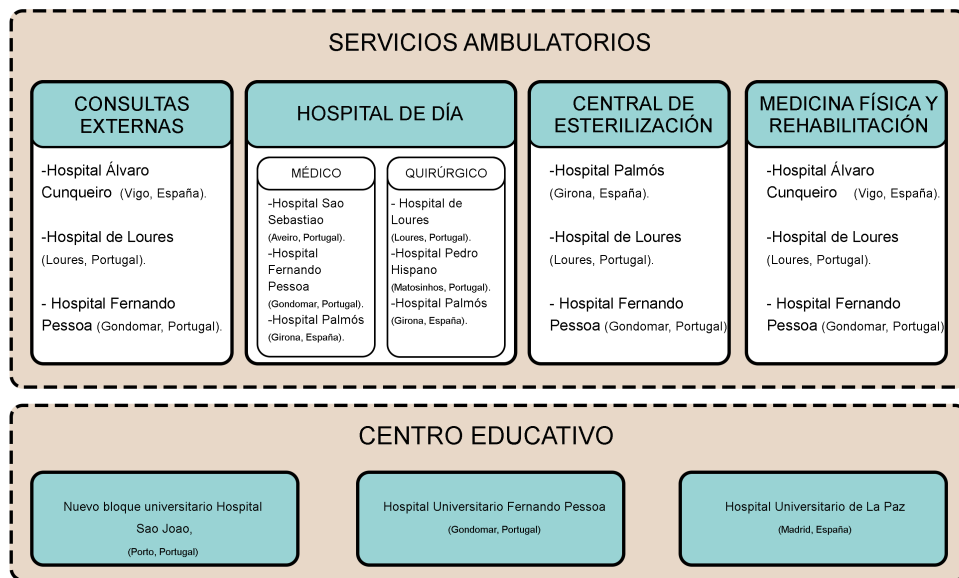 SERVICIOS AMBULATORIOS
CONSULTAS
EXTERNAS
-Hospital Álvaro
Cunqueiro (Vigo, España).
-Hospital de Loures
(Loures, Portugal).
- Hospital Fernando
Pessoa (Gondomar, Portugal).
HOSPITAL DE DÍA
MÉDICO
-Hospital Sao
Sebastiao
(Aveiro, Portugal).
-Hospital
Fernando
Pessoa
(Gondomar, Portugal).
-Hospital Palmós
(Girona, España).
QUIRÚRGICO
- Hospital de
Loures
(Loures, Portugal).
-Hospital Pedro
Hispano
(Matosinhos, Portugal).
-Hospital Palmós
(Girona, España).
CENTRAL DE
ESTERILIZACIÓN
-Hospital Palmós
(Girona, España).
-Hospital de Loures
(Loures, Portugal).
- Hospital Fernando
Pessoa (Gondomar, Portugal)
MEDICINA FÍSICA Y
REHABILITACIÓN
-Hospital Álvaro
Cunqueiro (Vigo, España).
-Hospital de Loures
(Loures, Portugal).
- Hospital Fernando
Pessoa (Gondomar, Portugal)
CENTRO EDUCATIVO
Nuevo bloque universitario Hospital
Sao Joao,
(Porto, Portugal)
Hospital Universitario Fernando Pessoa
(Gondomar, Portugal)
Hospital Universitario de La Paz
(Madrid, España)